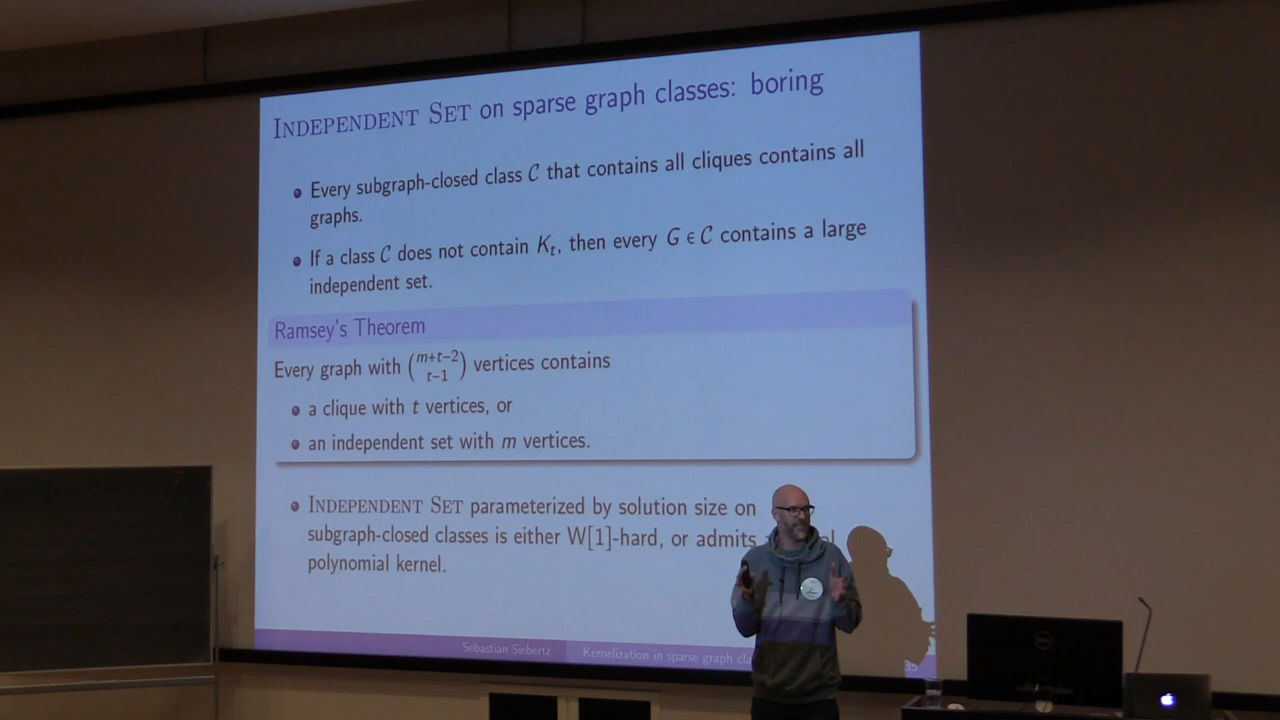 INDEPENDENT SET on sparse graph classes: boring
Every subgraph-closed class C that contains all cliques contains all
graphs.
If a class C does not contain Kₜ, then every G ∈ C contains a large
independent set.
Ramsey's Theorem
Every graph with (m+t−2 t−1) vertices contains
a clique with t vertices, or
an independent set with m vertices.
INDEPENDENT SET parameterized by solution size on
subgraph-closed classes is either W[1]-hard, or admits
polynomial kernel.
Sebastian Siebertz Kernelization in sparse graph
DELL